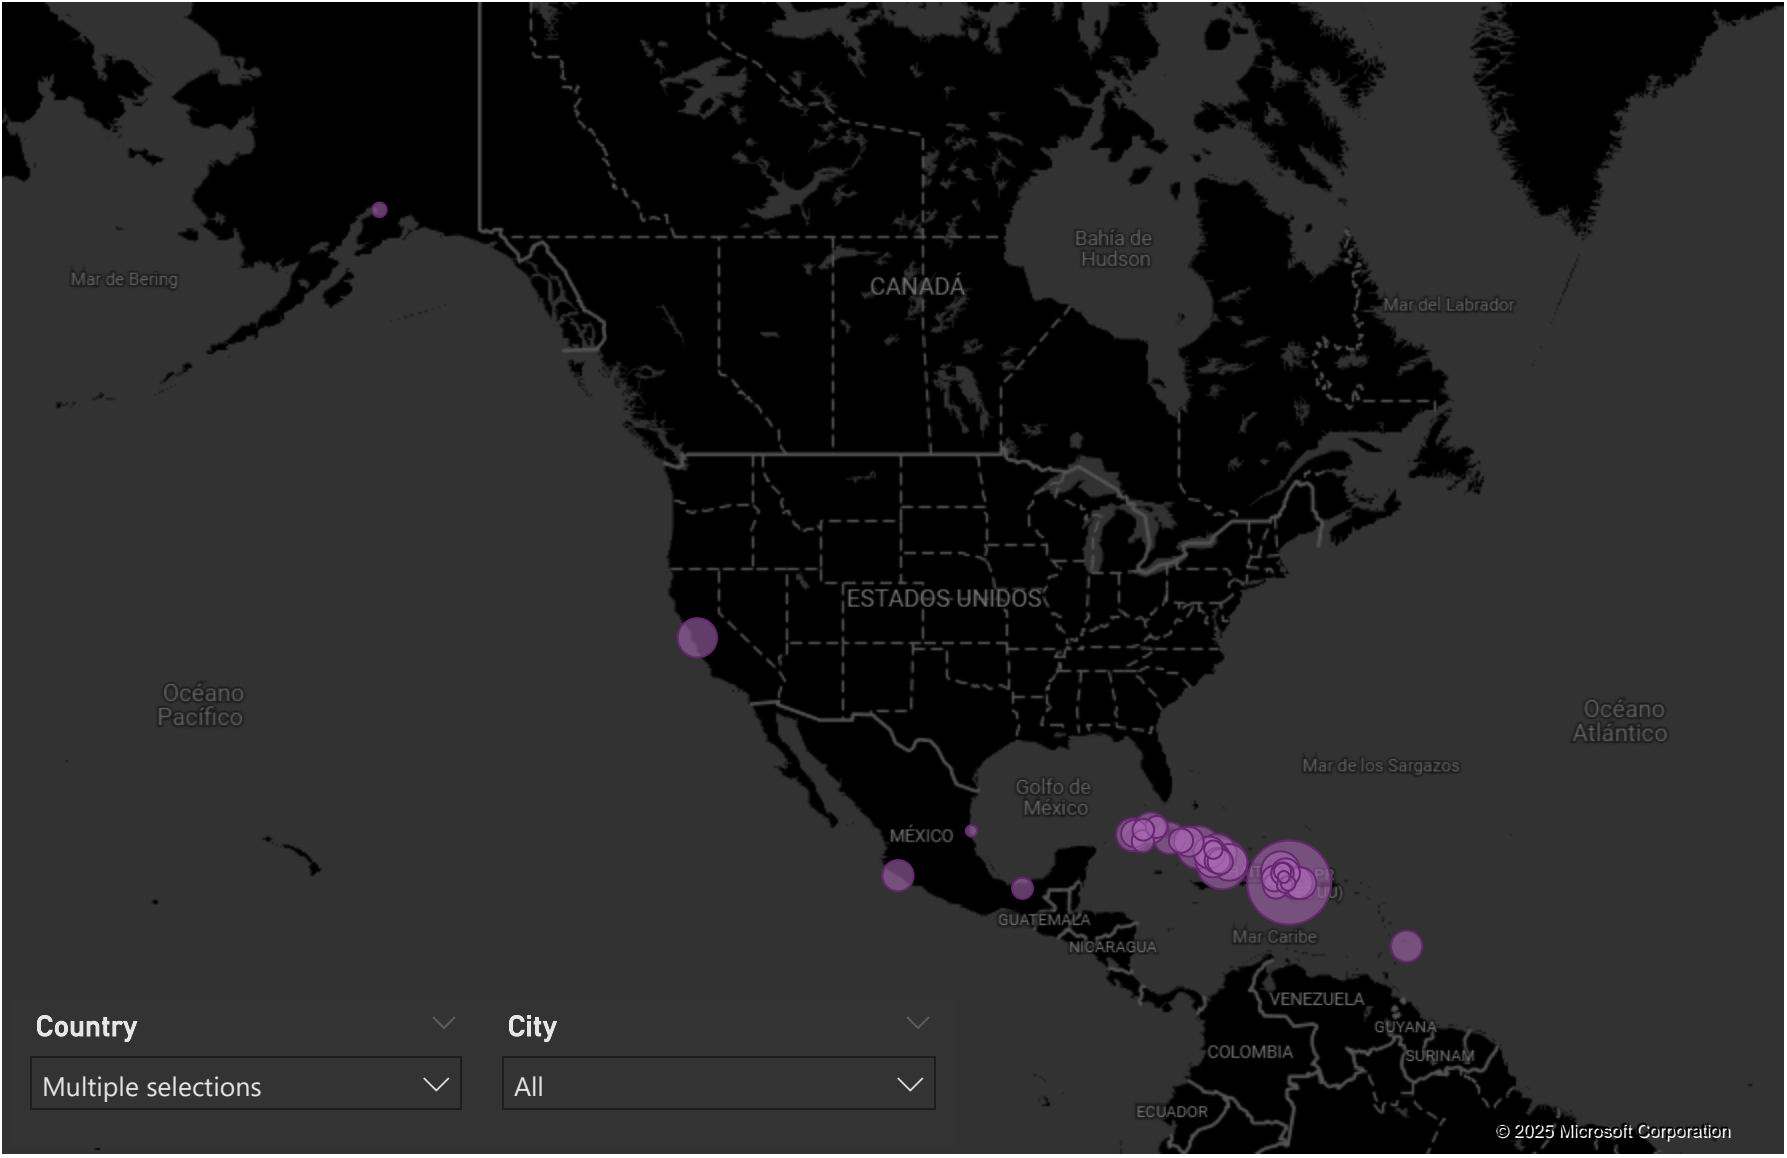 Bahía de
Hudson
Mar de Bering
CANADÁ
Mar del Labrador
ESTADOS UNIDOS
Océano
Pacífico
Océano
Atlántico
Mar de los Sargazos
Golfo de
México
MÉXICO
PR
UU)
GUATEMALA
Mar Caribe
NICARAGUA
VENEZUELA
GUYANA
COLOMBIA
SURINAM
ECUADOR
Country
City
Multiple selections
All
© 2025 Microsoft Corporation